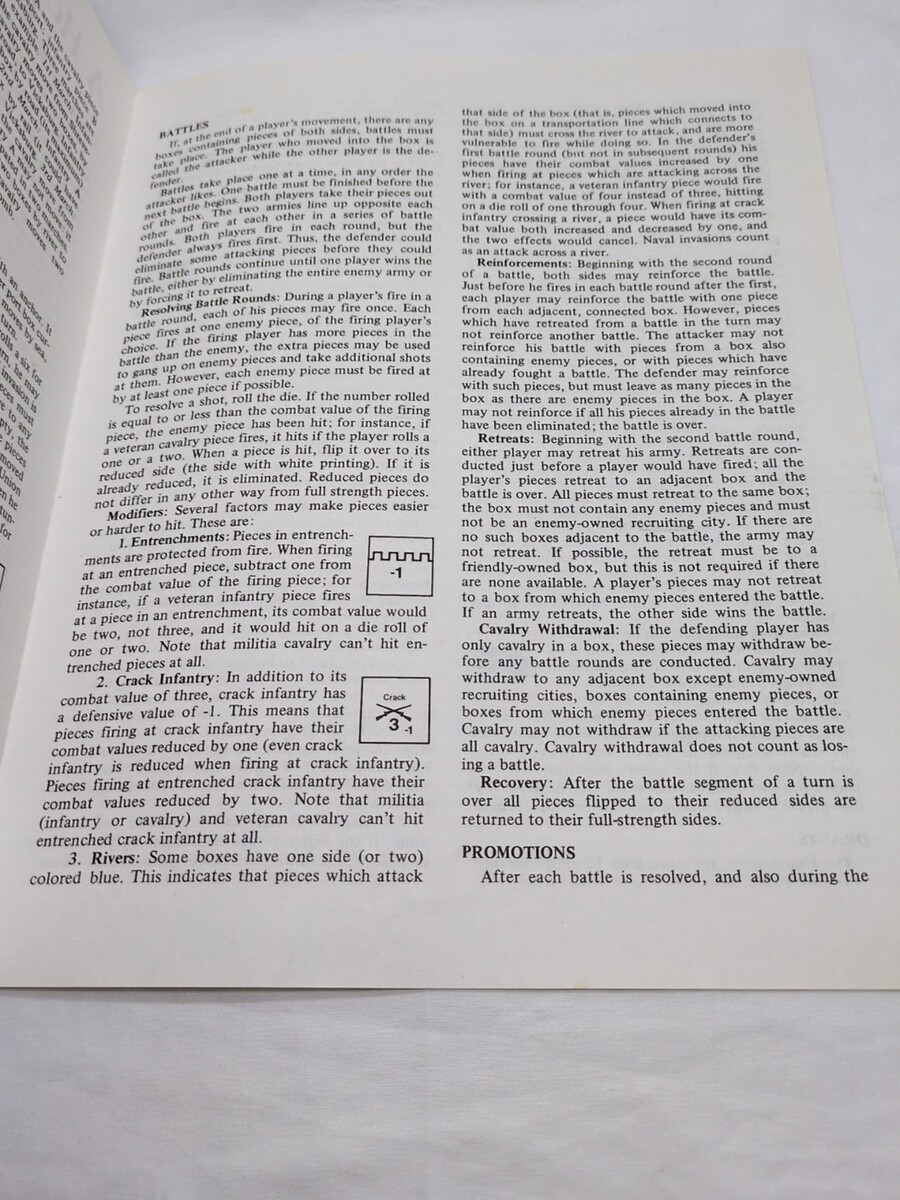 BATTLES
If, at the end of a player's movement, there are any
boxes containing pieces of both sides, battles must
take place. The player who moved into the box is
called the attacker while the other player is the de-
fender.
Battles take place one at a time, in any order the
attacker likes. One battle must be finished before the
next battle begins. Both players take their pieces out
of the box. The two armies line up opposite each
other and fire at each other in a series of battle
rounds. Both players fire in each round, but the
defender always fires first. Thus, the defender could
eliminate some attacking pieces before they could
fire. Battle rounds continue until one player wins the
battle, either by eliminating the entire enemy army or
by forcing it to retreat.
Resolving Battle Rounds: During a player's fire in a
battle round, each of his pieces may fire once. Each
piece fires at one enemy piece, of the firing player's
choice. If the firing player has more pieces in the
battle than the enemy, the extra pieces may be used
to gang up on enemy pieces and take additional shots
at them. However, each enemy piece must be fired at
by at least one piece if possible.
To resolve a shot, roll the die. If the number rolled
is equal to or less than the combat value of the firing
piece, the enemy piece has been hit; for instance, if
a veteran cavalry piece fires, it hits if the player rolls a
one or a two. When a piece is hit, flip it over to its
reduced side (the side with white printing). If it is
already reduced, it is eliminated. Reduced pieces do
not differ in any other way from full strength pieces.
Modifiers: Several factors may make pieces easier
or harder to hit. These are:
1. Entrenchments: Pieces in entrench-
ments are protected from fire. When firing
at an entrenched piece, subtract one from
the combat value of the firing piece; for
instance, if a veteran infantry piece fires
at a piece in an entrenchment, its combat value would
be two, not three, and it would hit on a die roll of
one or two. Note that militia cavalry can't hit en-
trenched pieces at all.
-1
2. Crack Infantry: In addition to its
combat value of three, crack infantry has
a defensive value of -1. This means that
pieces firing at crack infantry have their
combat values reduced by one (even crack
infantry is reduced when firing at crack infantry).
Pieces firing at entrenched crack infantry have their
combat values reduced by two. Note that militia
(infantry or cavalry) and veteran cavalry can't hit
entrenched crack infantry at all.
Crack
3 -1
3. Rivers: Some boxes have one side (or two)
colored blue. This indicates that pieces which attack
that side of the box (that is, pieces which moved into
the box on a transportation line which connects to
that side) must cross the river to attack, and are more
vulnerable to fire while doing so. In the defender's
first battle round (but not in subsequent rounds) his
pieces have their combat values increased by one
when firing at pieces which are attacking across the
river; for instance, a veteran infantry piece would fire
with a combat value of four instead of three, hitting
on a die roll of one through four. When firing at crack
infantry crossing a river, a piece would have its com-
bat value both increased and decreased by one, and
the two effects would cancel. Naval invasions count
as an attack across a river.
Reinforcements: Beginning with the second round
of a battle, both sides may reinforce the battle.
Just before he fires in each battle round after the first,
each player may reinforce the battle with one piece
from each adjacent, connected box. However, pieces
which have retreated from a battle in the turn may
not reinforce another battle. The attacker may not
reinforce his battle with pieces from a box also
containing enemy pieces, or with pieces which have
already fought a battle. The defender may reinforce
with such pieces, but must leave as many pieces in the
box as there are enemy pieces in the box. A player
may not reinforce if all his pieces already in the battle
have been eliminated; the battle is over.
Retreats: Beginning with the second battle round,
either player may retreat his army. Retreats are con-
ducted just before a player would have fired; all the
player's pieces retreat to an adjacent box and the
battle is over. All pieces must retreat to the same box;
the box must not contain any enemy pieces and must
not be an enemy-owned recruiting city. If there are
no such boxes adjacent to the battle, the army may
not retreat. If possible, the retreat must be to a
friendly-owned box, but this is not required if there
are none available. A player's pieces may not retreat
to a box from which enemy pieces entered the battle.
If an army retreats, the other side wins the battle.
Cavalry Withdrawal: If the defending player has
only cavalry in a box, these pieces may withdraw be-
fore any battle rounds are conducted. Cavalry may
withdraw to any adjacent box except enemy-owned
recruiting cities, boxes containing enemy pieces, or
boxes from which enemy pieces entered the battle.
Cavalry may not withdraw if the attacking pieces are
all cavalry. Cavalry withdrawal does not count as los-
ing a battle.
Recovery: After the battle segment of a turn is
over all pieces flipped to their reduced sides are
returned to their full-strength sides.
PROMOTIONS
After each battle is resolved, and also during the